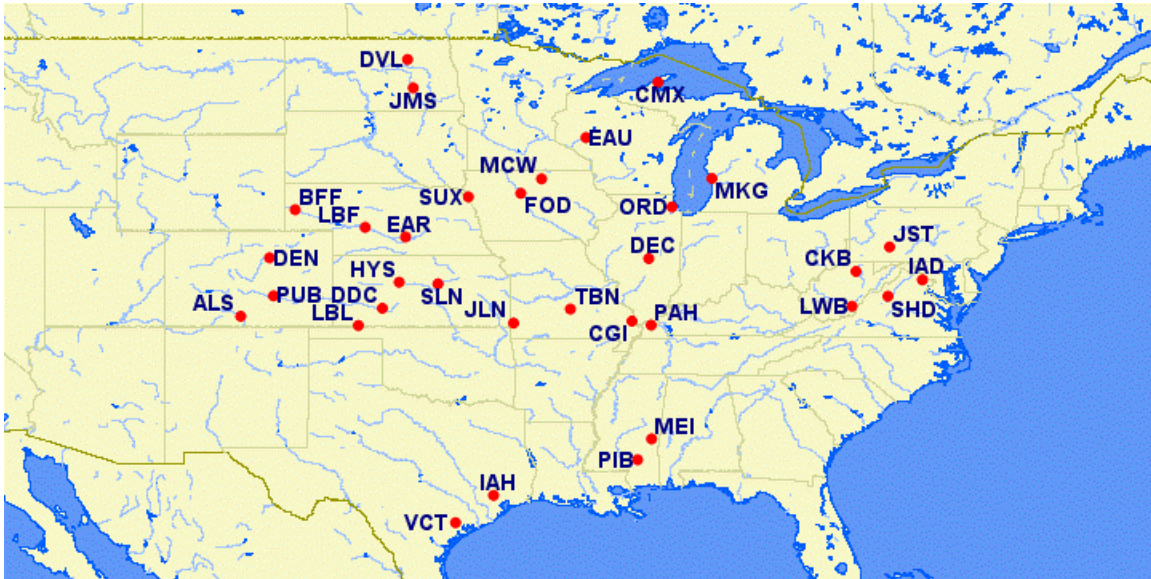 DVL
JMS
CMX
EAU
MCW
MKG
SUX
FOD
BFF
ORD
LBF
EAR
JST
DEC
DEN
CKB
IAD
HYS
SLN
PUB
DDC
TBN
ALS
LBL
JLN
LWB
SHD
CGI
PAH
MEI
PIB
IAH
VCT